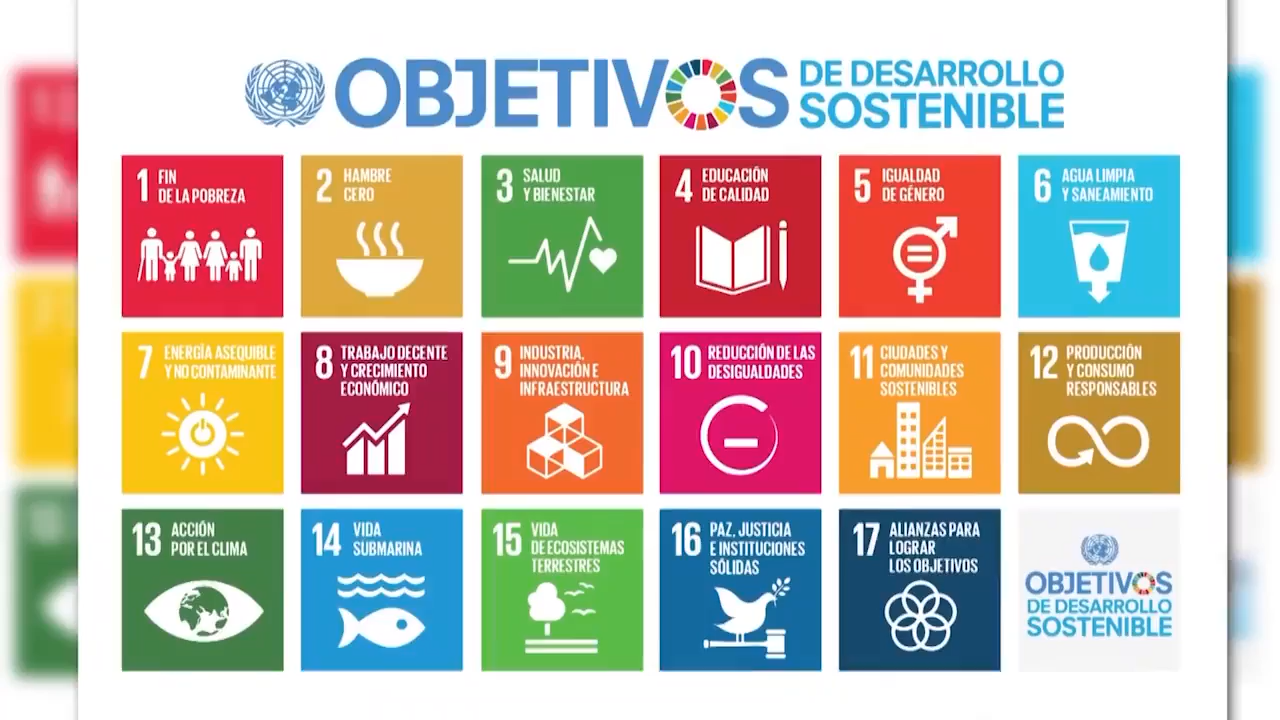 OBJETIVOS
DE DESARROLLO
SOSTENIBLE
1 FIN
DE LA POBREZA
2 HAMBRE
CERO
3 SALUD
Y BIENESTAR
4 EDUCACIÓN
DE CALIDAD
5 IGUALDAD
DE GÉNERO
6 AGUA LIMPIA
Y SANEAMIENTO
7 ENERGÍA ASEQUIBLE
Y NO CONTAMINANTE
8 TRABAJO DECENTE
Y CRECIMIENTO
ECONÓMICO
9 INDUSTRIA,
INNOVACIÓN E
INFRAESTRUCTURA
10 REDUCCIÓN DE LAS
DESIGUALDADES
11 CIUDADES Y
COMUNIDADES
SOSTENIBLES
12 PRODUCCIÓN
Y CONSUMO
RESPONSABLES
13 ACCIÓN
POR EL CLIMA
14 VIDA
SUBMARINA
15 VIDA
DE ECOSISTEMAS
TERRESTRES
16 PAZ, JUSTICIA
E INSTITUCIONES
SÓLIDAS
17 ALIANZAS PARA
LOGRAR
LOS OBJETIVOS
OBJETIVOS
DE DESARROLLO
SOSTENIBLE